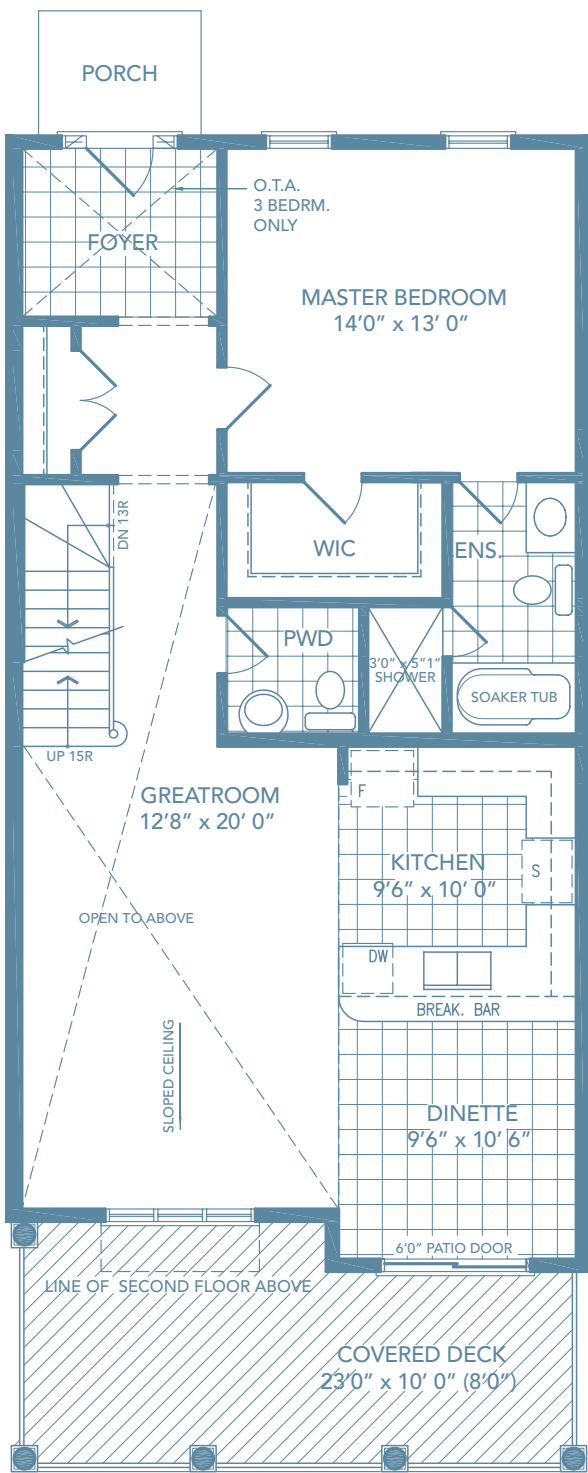 PORCH
O.T.A.
3 BEDRM.
ONLY
FOYER
MASTER BEDROOM
14'0" x 13' 0"
DN 13R
WIC
ENS.
PWD
3'0" x 5'1"
SHOWER
SOAKER TUB
UP 15R
F
GREATROOM
12'8" x 20' 0"
KITCHEN
9'6" x 10' 0"
S
OPEN TO ABOVE
DW
BREAK. BAR
SLOPED CEILING
DINETTE
9'6" x 10' 6"
6'0" PATIO DOOR
LINE OF SECOND FLOOR ABOVE
COVERED DECK
23'0" x 10' 0" (8'0")